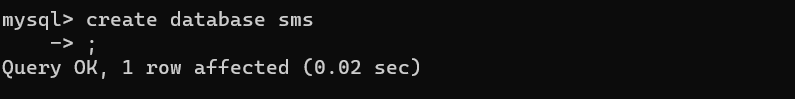 mysql> create database sms
    -> ;
Query OK, 1 row affected (0.02 sec)